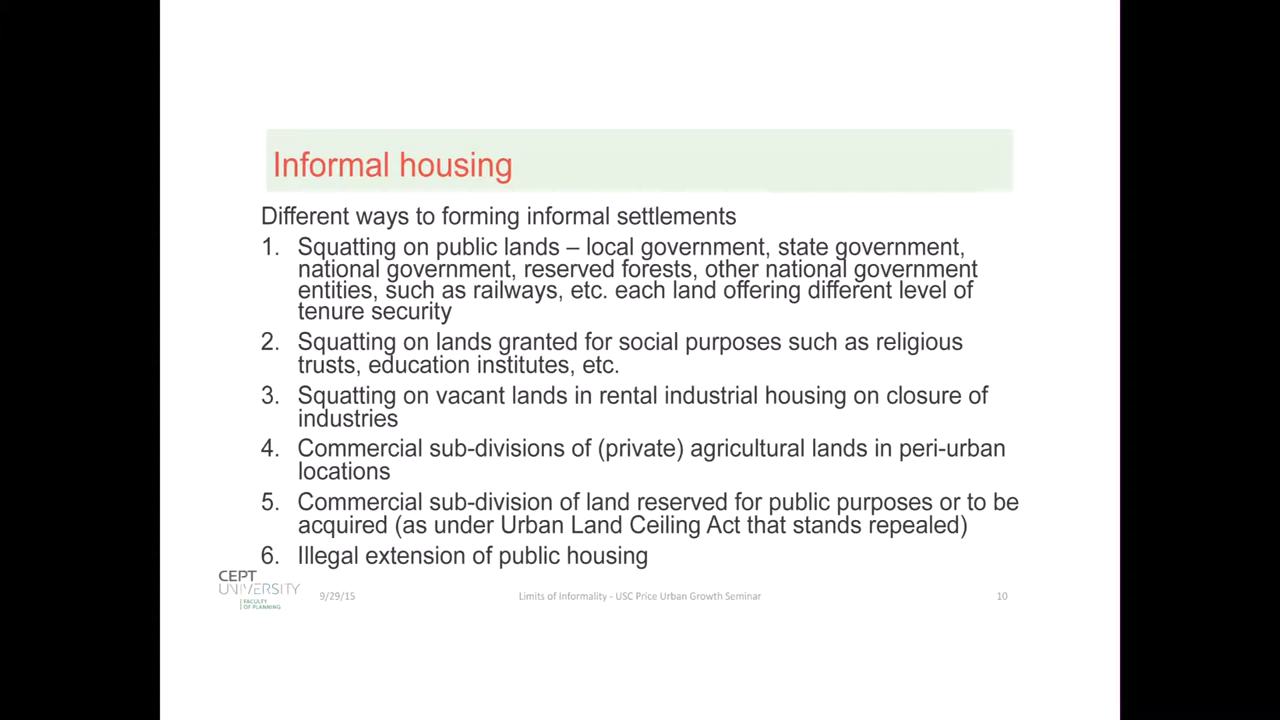 Informal housing
Different ways to forming informal settlements
1. Squatting on public lands – local government, state government,
national government, reserved forests, other national government
entities, such as railways, etc. each land offering different level of
tenure security
2. Squatting on lands granted for social purposes such as religious
trusts, education institutes, etc.
3. Squatting on vacant lands in rental industrial housing on closure of
industries
4. Commercial sub-divisions of (private) agricultural lands in peri-urban
locations
5. Commercial sub-division of land reserved for public purposes or to be
acquired (as under Urban Land Ceiling Act that stands repealed)
6. Illegal extension of public housing
CEPT
UNIVERSITY
FACULTY
OF PLANNING
9/29/15
Limits of Informality - USC Price Urban Growth Seminar
10